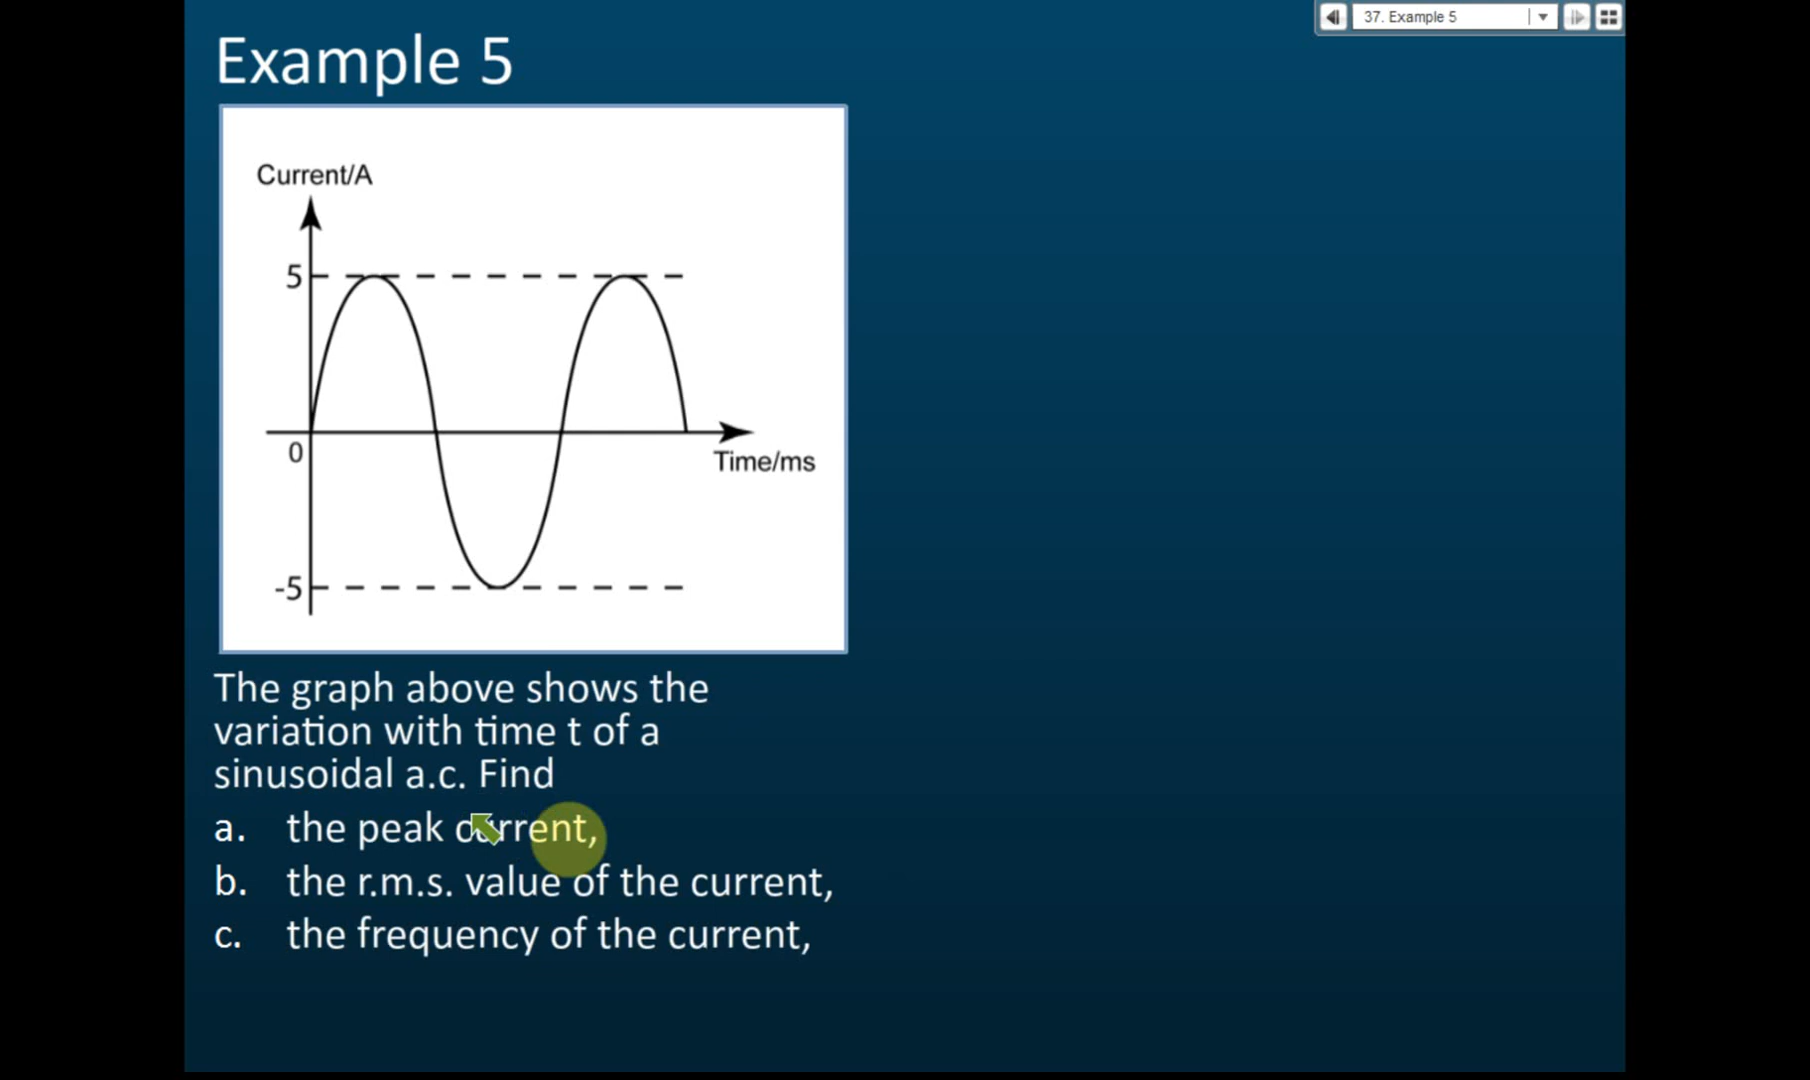 37. Example 5
Example 5
Current/A
5
0
Time/ms
-5
The graph above shows the
variation with time t of a
sinusoidal a.c. Find
a. the peak current,
b. the r.m.s. value of the current,
c. the frequency of the current,